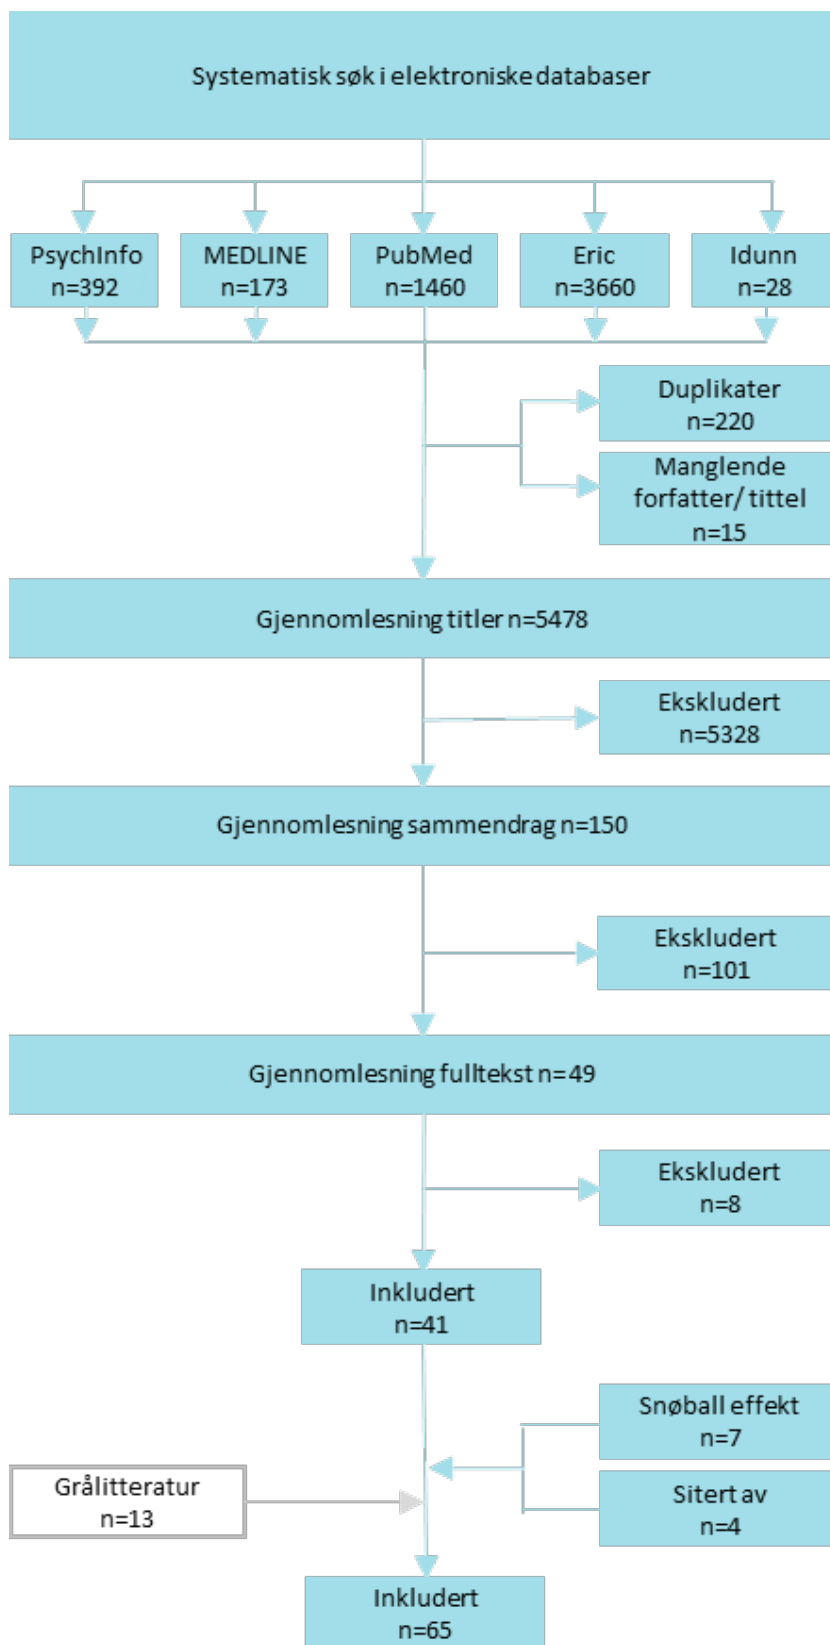 Systematisk søk i elektroniske databaser
PsychInfo
n=392
MEDLINE
n=173
PubMed
n=1460
Eric
n=3660
Idunn
n=28
Duplikater
n=220
Manglende
forfatter/ tittel
n=15
Gjennomlesning titler n=5478
Ekskludert
n=5328
Gjennomlesning sammendrag n=150
Ekskludert
n=101
Gjennomlesning fulltekst n=49
Ekskludert
n=8
Inkludert
n=41
Snøball effekt
n=7
Grålitteratur
n=13
Sitert av
n=4
Inkludert
n=65